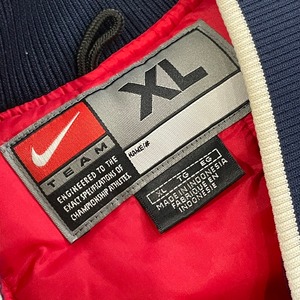 NIKE
TEAM
ENGINEERED TO THE
EXACT SPECIFICATIONS OF
CHAMPIONSHIP ATHLETES.
XL
NAME/#
XL TG EG
MADE IN INDONESIA
FABRIQUE EN
INDONESIE